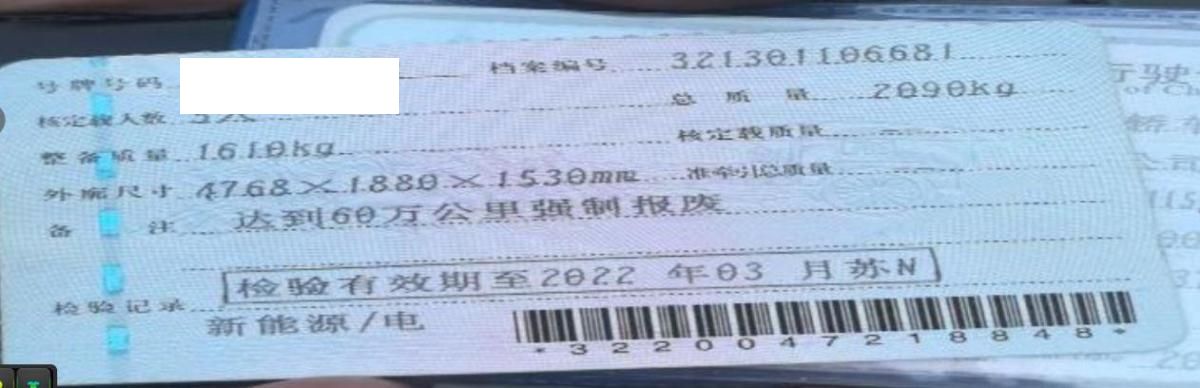 号牌号码 档案编号 321301106681
核定载人数 总质量 2090kg
整备质量 1610kg 核定载质量 --
外廓尺寸 4768×1880×1530mm 准牵引总质量 --
备注 达到60万公里强制报废
检验记录 检验有效期至2022年03月苏N
新能源/电
*3220047218848*